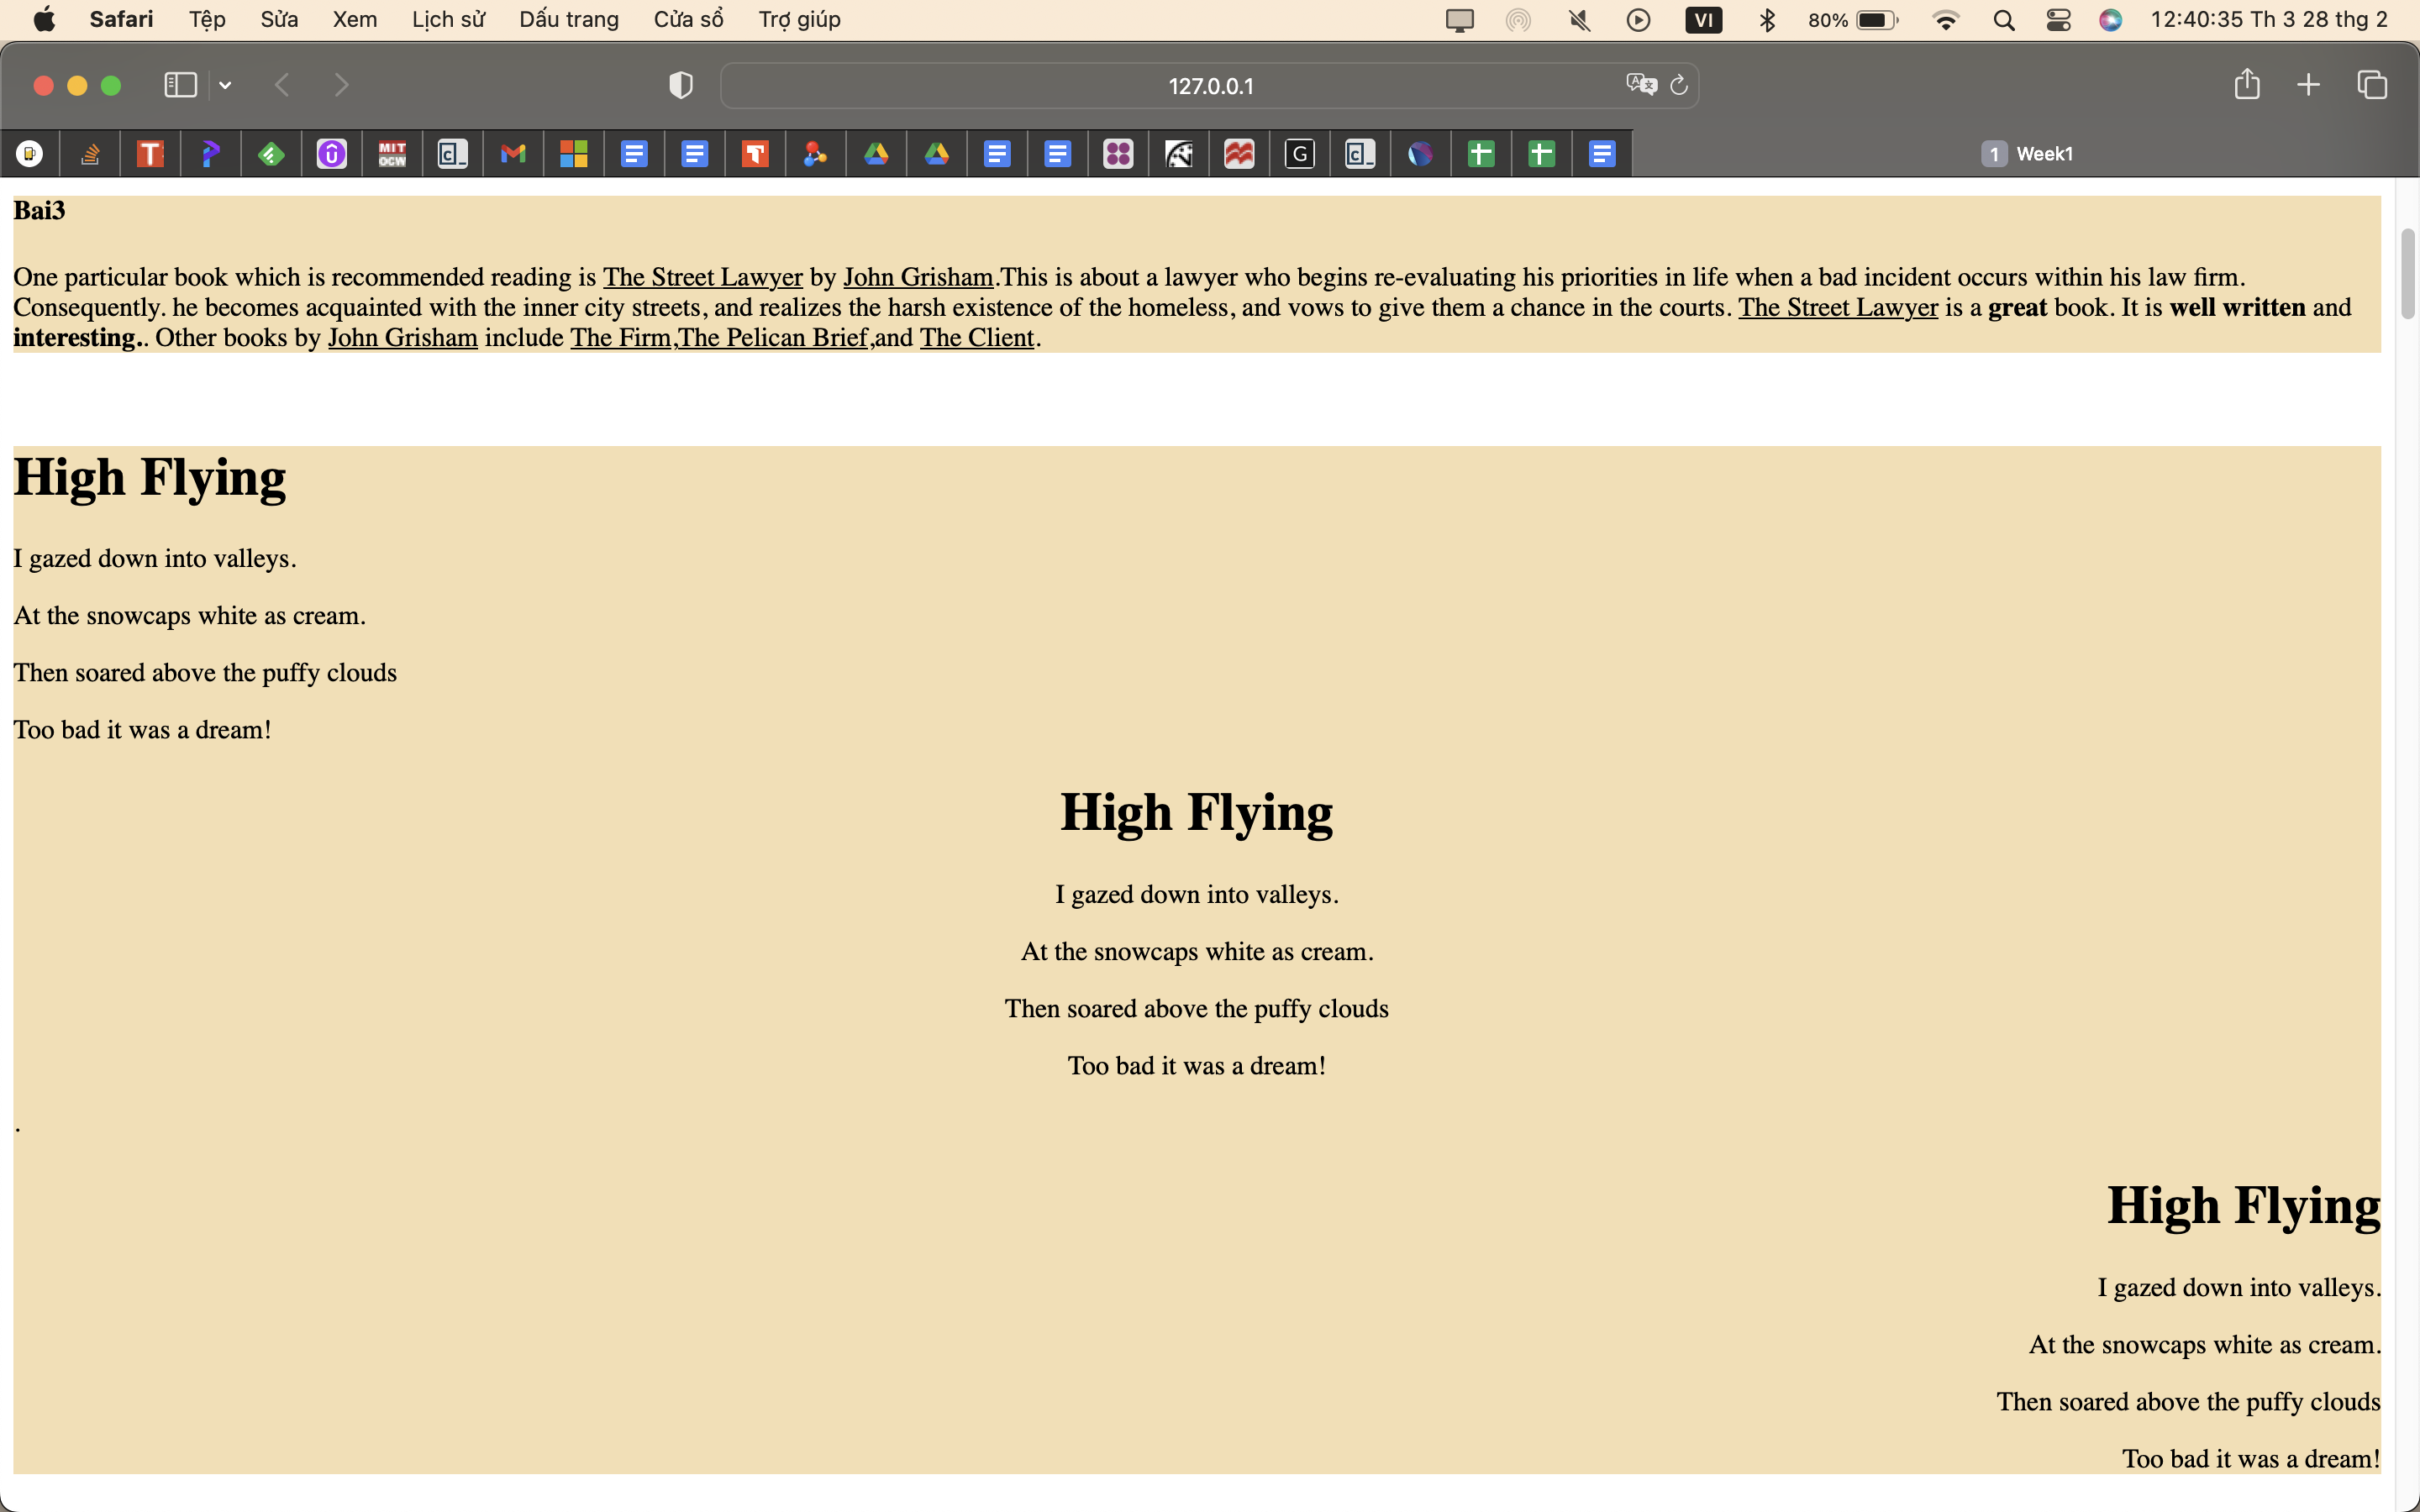 Safari Tệp Sửa Xem Lịch sử Dấu trang Cửa sổ Trợ giúp VI 80% 12:40:35 Th 3 28 thg 2
127.0.0.1
MIT OCW 1 Week1
Bai3
One particular book which is recommended reading is The Street Lawyer by John Grisham.This is about a lawyer who begins re-evaluating his priorities in life when a bad incident occurs within his law firm.
Consequently. he becomes acquainted with the inner city streets, and realizes the harsh existence of the homeless, and vows to give them a chance in the courts. The Street Lawyer is a great book. It is well written and
interesting.. Other books by John Grisham include The Firm,The Pelican Brief,and The Client.
High Flying
I gazed down into valleys.
At the snowcaps white as cream.
Then soared above the puffy clouds
Too bad it was a dream!
High Flying
I gazed down into valleys.
At the snowcaps white as cream.
Then soared above the puffy clouds
Too bad it was a dream!
.
High Flying
I gazed down into valleys.
At the snowcaps white as cream.
Then soared above the puffy clouds
Too bad it was a dream!